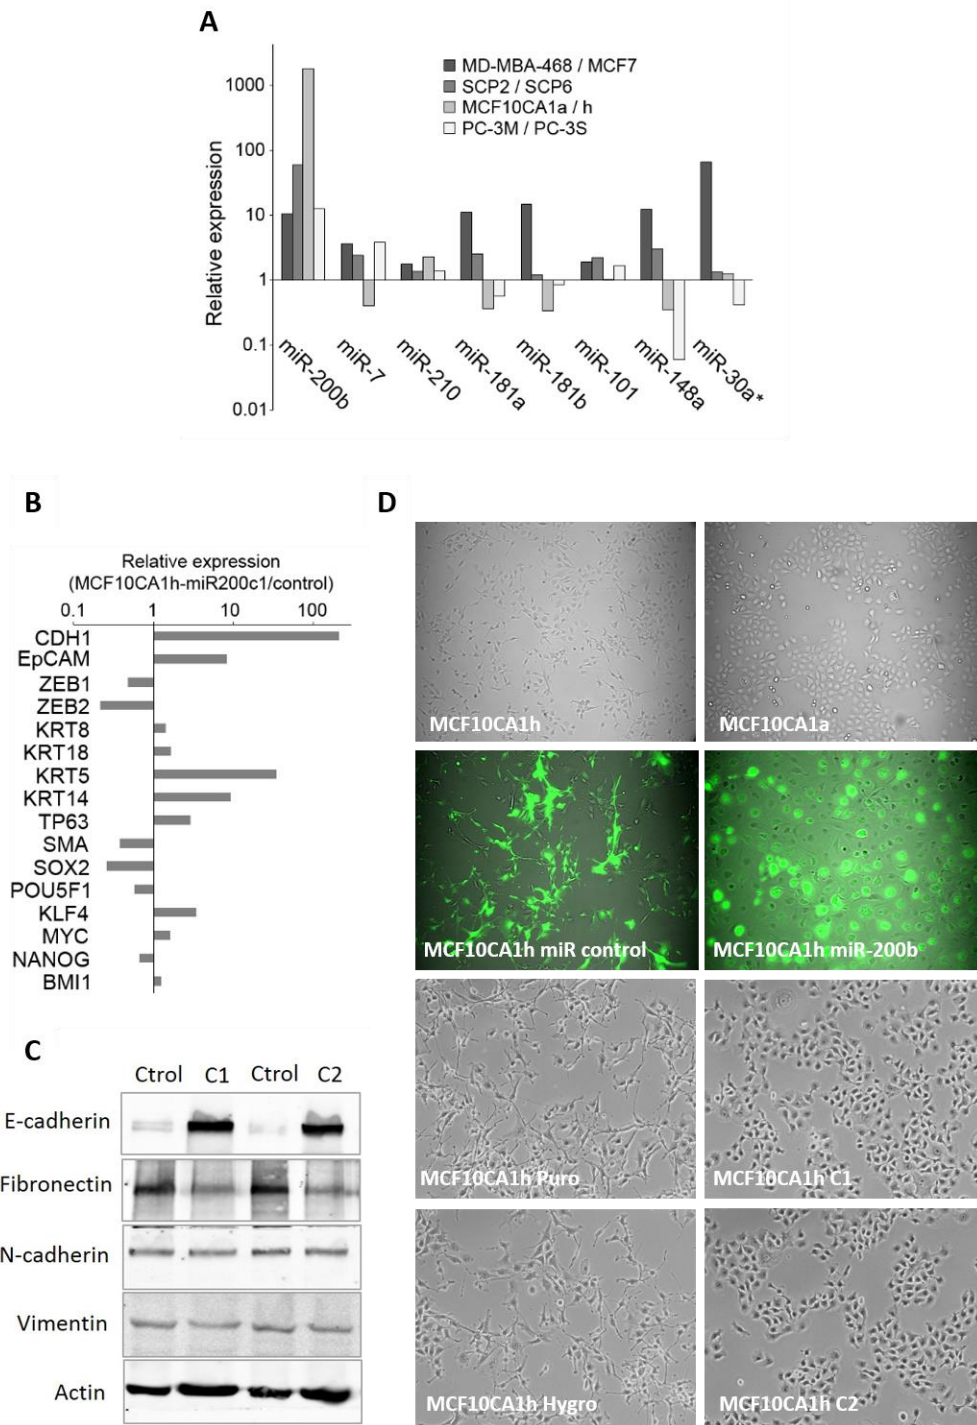 A
Relative expression
1000
100
10
1
0.1
0.01
MD-MBA-468 / MCF7
SCP2 / SCP6
MCF10CA1a / h
PC-3M / PC-3S
miR-200b
miR-7
miR-210
miR-181a
miR-181b
miR-101
miR-148a
miR-30a*
B
Relative expression
(MCF10CA1h-miR200c1/control)
0.1 1 10 100
CDH1
EpCAM
ZEB1
ZEB2
KRT8
KRT18
KRT5
KRT14
TP63
SMA
SOX2
POU5F1
KLF4
MYC
NANOG
BMI1
C
Ctrol C1 Ctrol C2
E-cadherin
Fibronectin
N-cadherin
Vimentin
Actin
D
MCF10CA1h
MCF10CA1a
MCF10CA1h miR control
MCF10CA1h miR-200b
MCF10CA1h Puro
MCF10CA1h C1
MCF10CA1h Hygro
MCF10CA1h C2